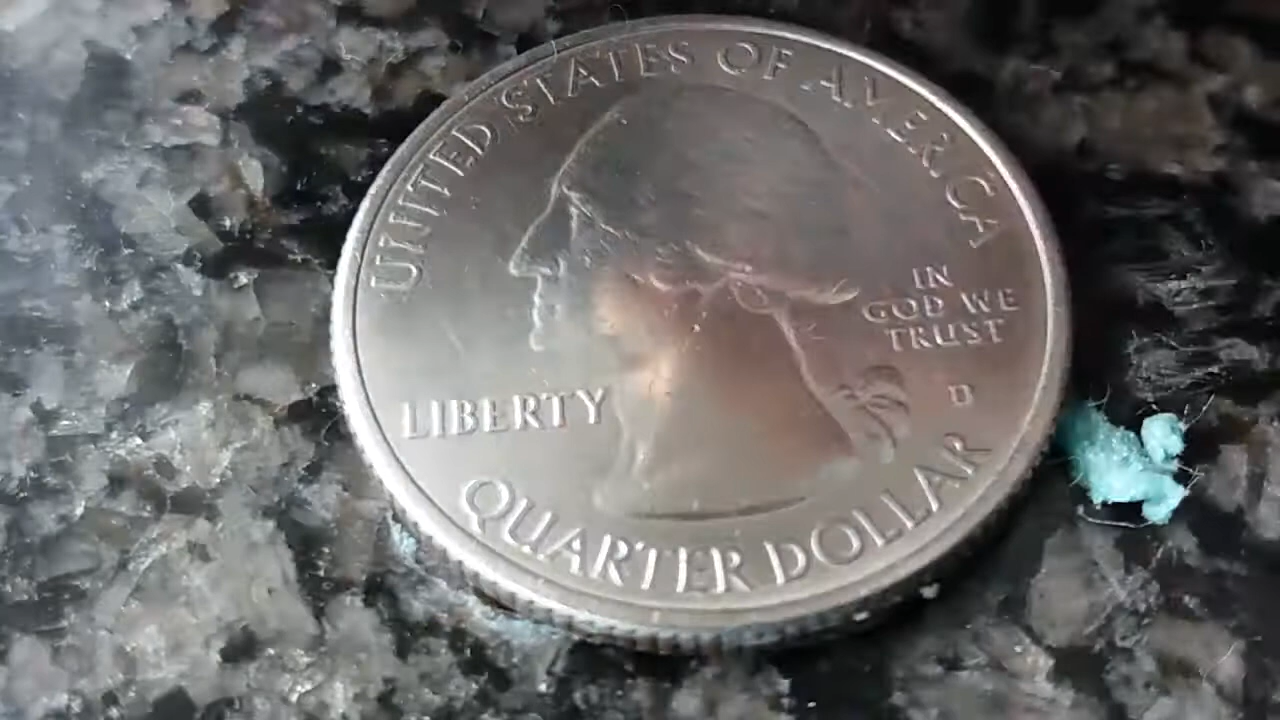 UNITED STATES OF AMERICA
IN
GOD WE
TRUST
LIBERTY
D
QUARTER DOLLAR